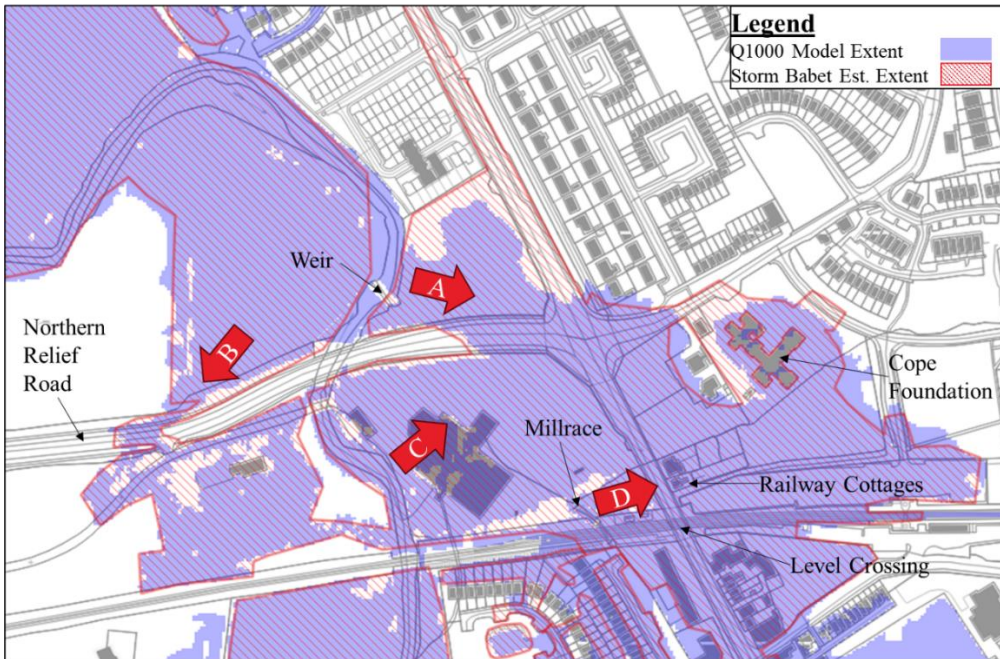 Legend
Q1000 Model Extent
Storm Babet Est. Extent
Weir
A
Northern
Relief
Road
B
Cope
Foundation
Millrace
C
D
Railway Cottages
Level Crossing